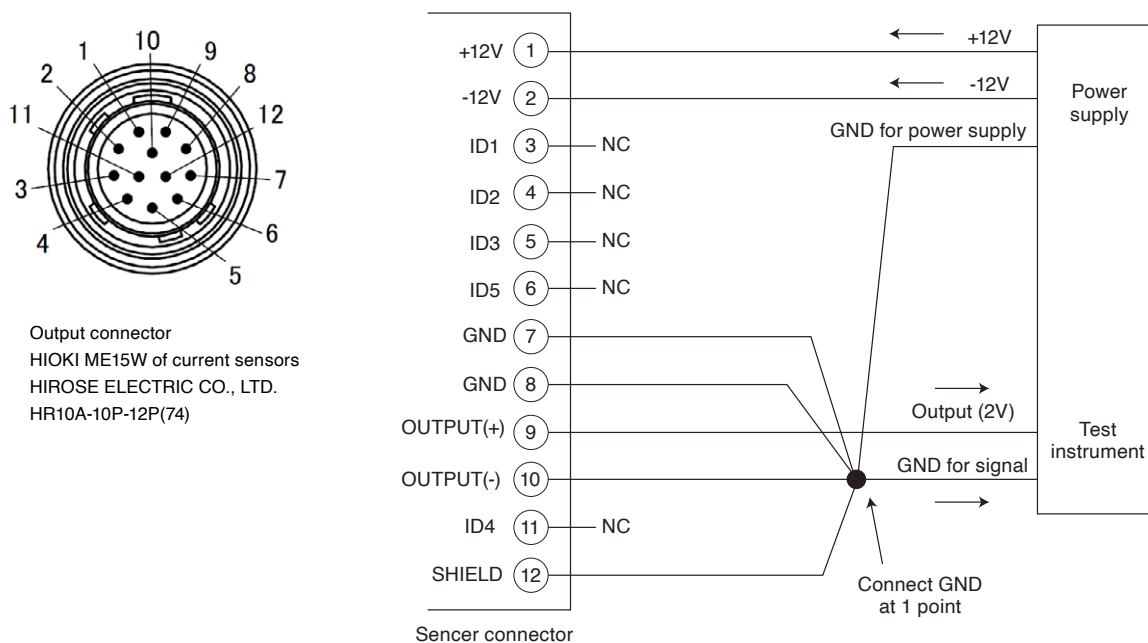 10
1
9
2
8
11
12
3
7
4
6
5
Output connector
HIOKI ME15W of current sensors
HIROSE ELECTRIC CO., LTD.
HR10A-10P-12P(74)
+12V 1
+12V
-12V 2
-12V
Power
supply
GND for power supply
ID1 3 NC
ID2 4 NC
ID3 5 NC
ID5 6 NC
GND 7
GND 8
OUTPUT(+) 9
Output (2V)
Test
instrument
OUTPUT(-) 10
GND for signal
ID4 11 NC
SHIELD 12
Connect GND
at 1 point
Sencer connector